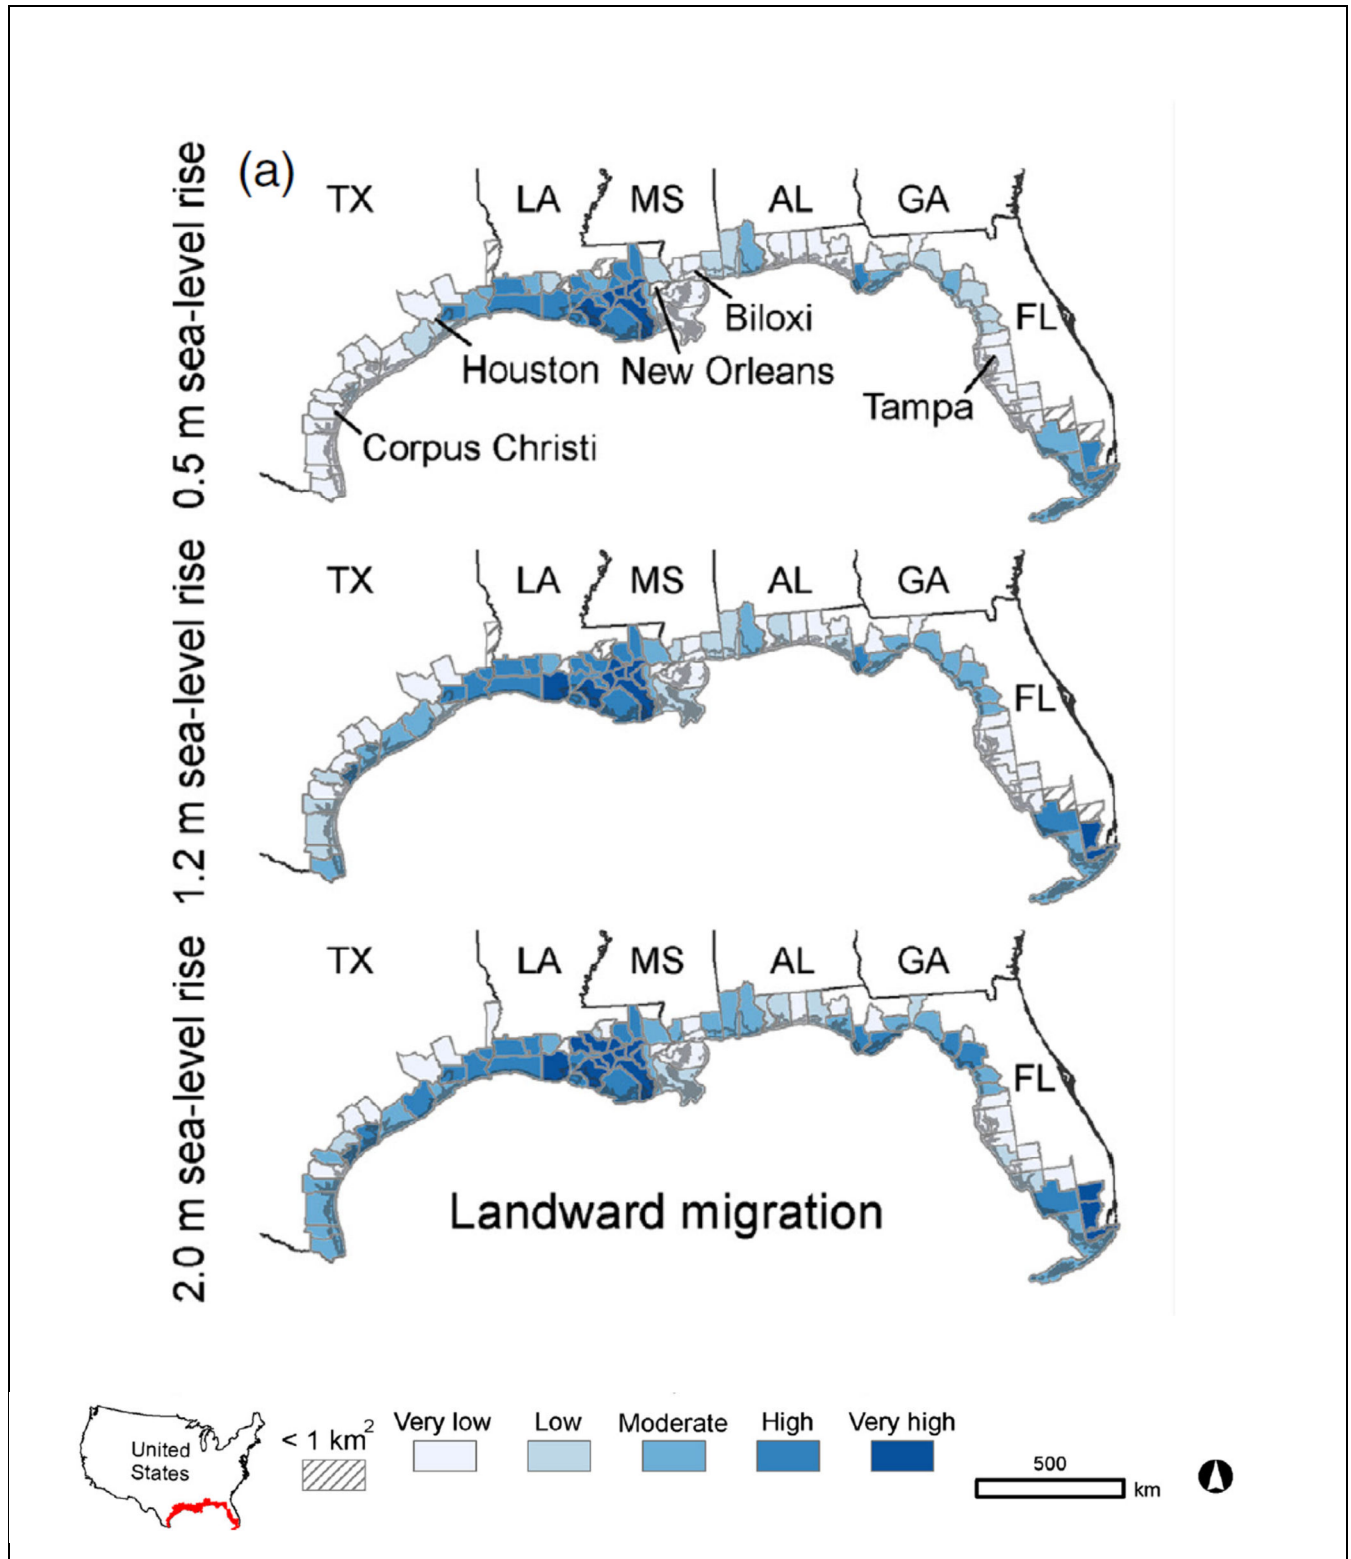 (a)
0.5 m sea-level rise
TX LA MS AL GA
FL
Biloxi
Houston New Orleans
Tampa
Corpus Christi
1.2 m sea-level rise
TX LA MS AL GA
FL
2.0 m sea-level rise
TX LA MS AL GA
FL
Landward migration
United
States
< 1 km2
Very low Low Moderate High Very high
500
km